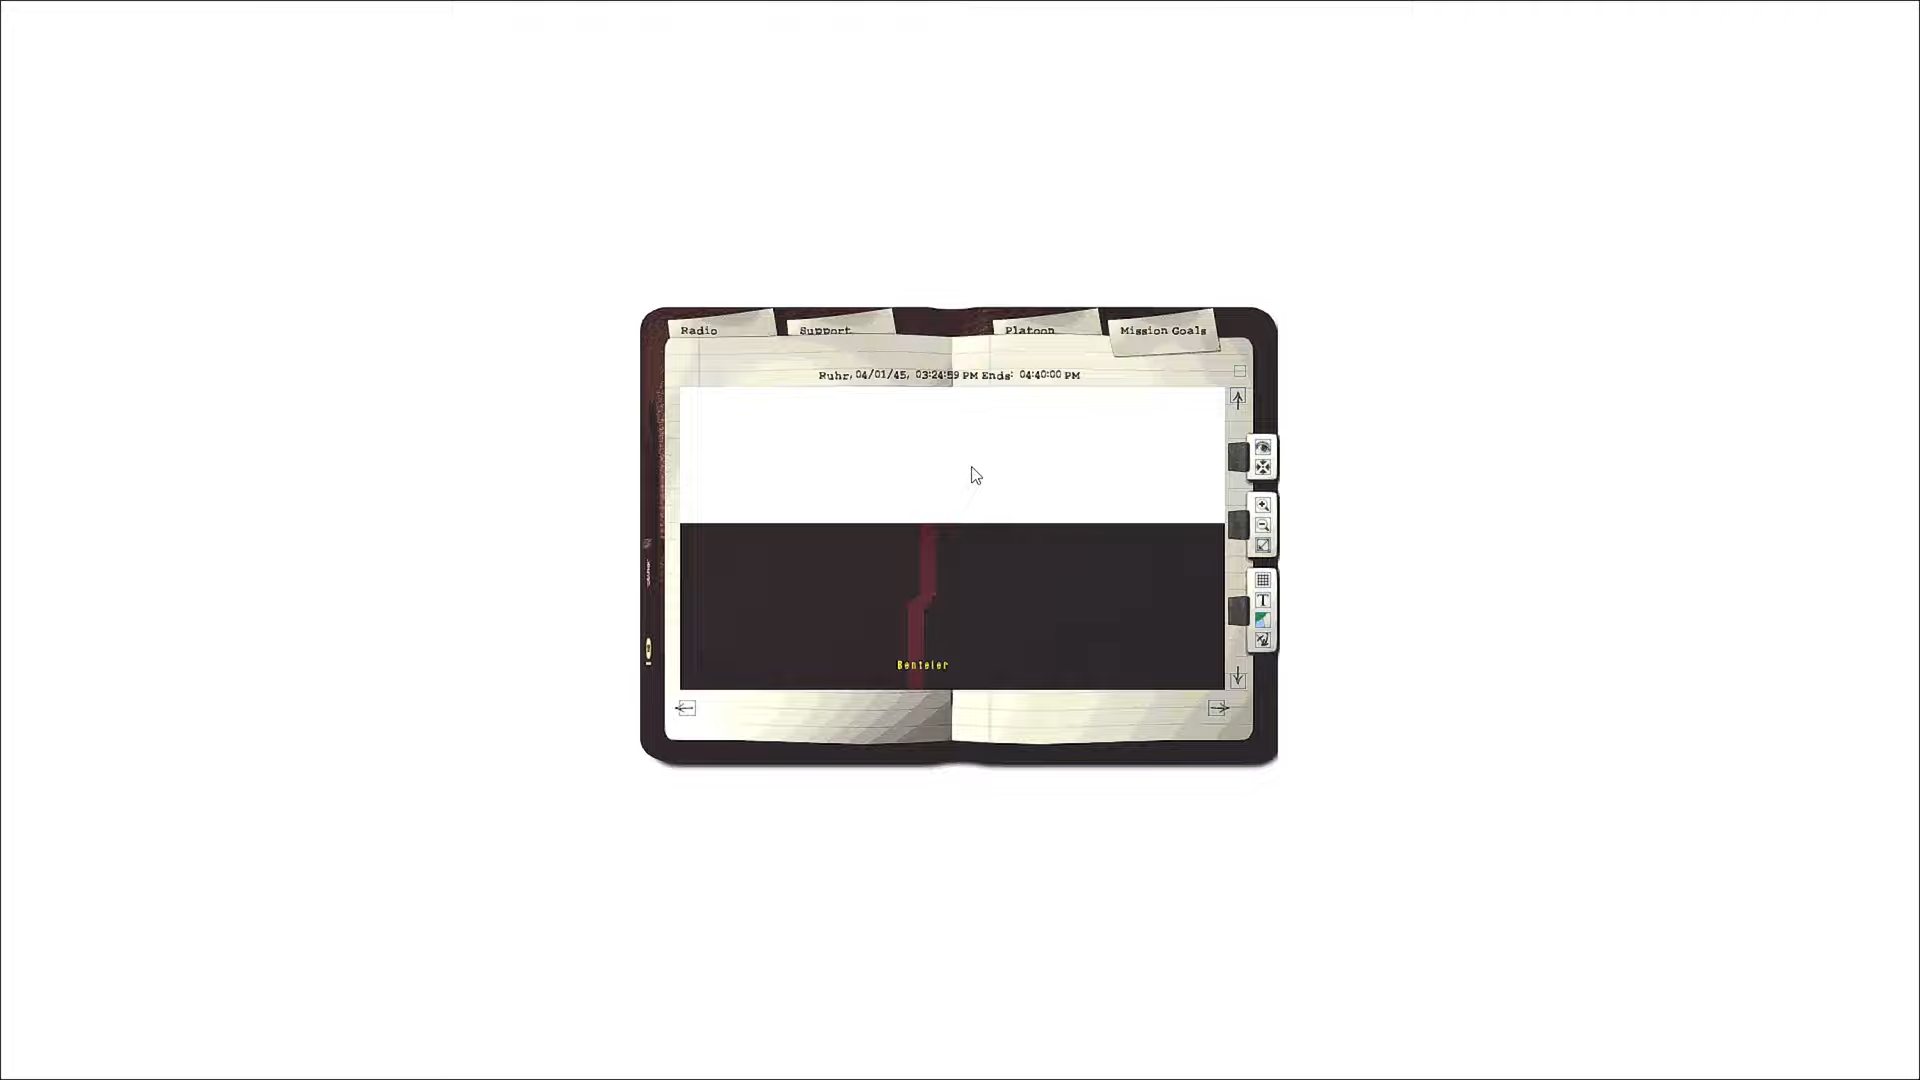 Radio
Support
Platoon
Mission Goals
Ruhr, 04/01/45, 03:24:59 PM Ends: 04:40:00 PM
T
Benteler